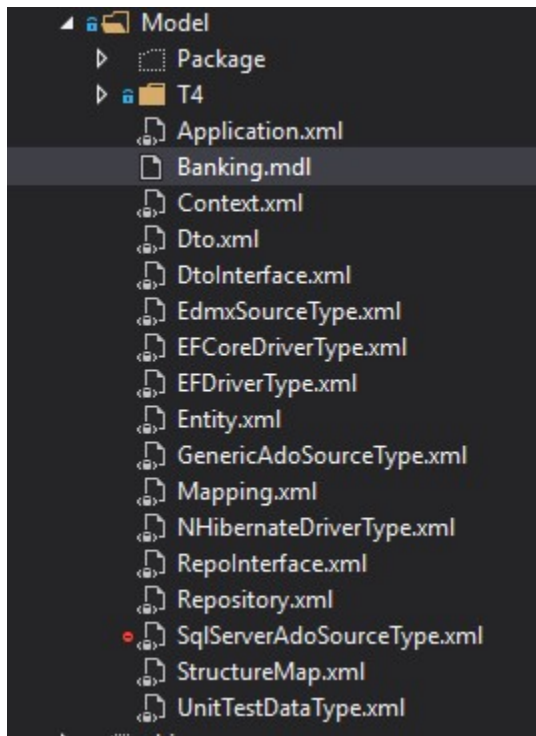 Model
Package
T4
Application.xml
Banking.mdl
Context.xml
Dto.xml
DtoInterface.xml
EdmxSourceType.xml
EFCoreDriverType.xml
EFDriverType.xml
Entity.xml
GenericAdoSourceType.xml
Mapping.xml
NHibernateDriverType.xml
RepoInterface.xml
Repository.xml
SqlServerAdoSourceType.xml
StructureMap.xml
UnitTestDataType.xml